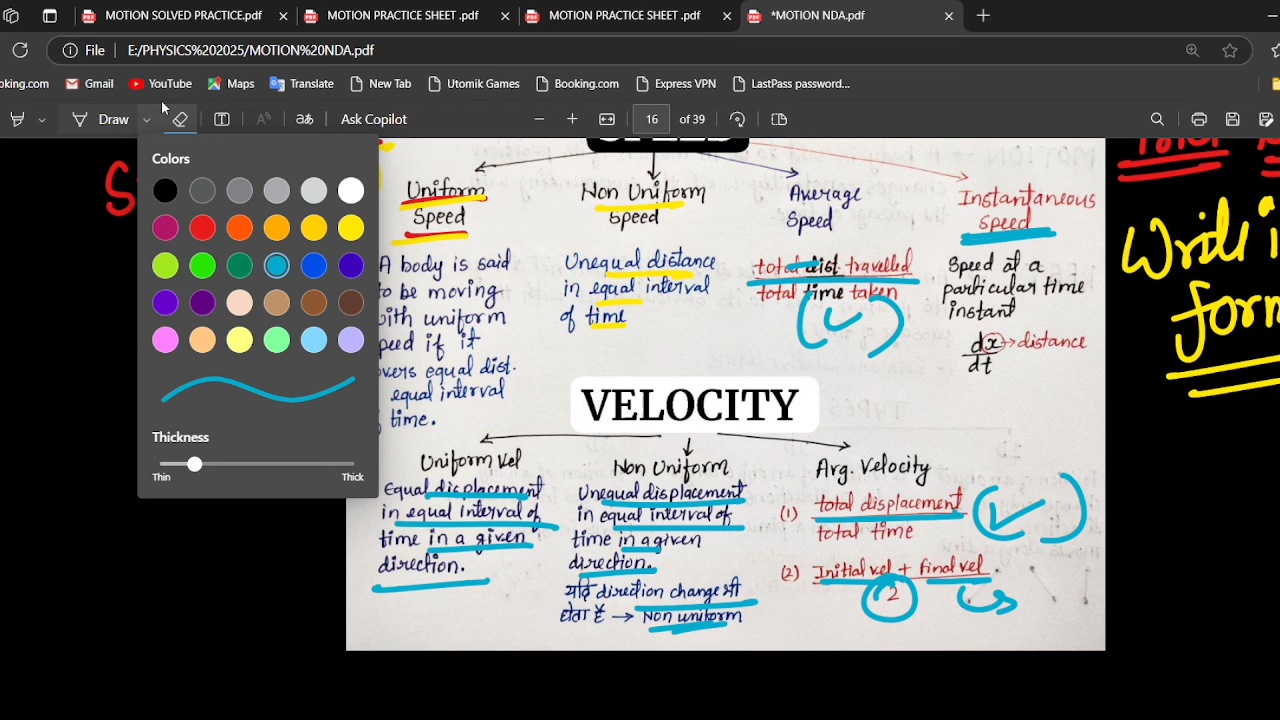 MOTION SOLVED PRACTICE.pdf
MOTION PRACTICE SHEET .pdf
MOTION PRACTICE SHEET .pdf
*MOTION NDA.pdf
File
E:/PHYSICS%202025/MOTION%20NDA.pdf
oking.com
Gmail
YouTube
Maps
Translate
New Tab
Utomik Games
Booking.com
Express VPN
LastPass password...
Draw
Ask Copilot
16 of 39
Colors
Thickness
Thin
Thick
Uniform
Speed
A body is said
to be moving
with uniform
speed if it
overs equal dist.
equal interval
time.
Non Uniform
Speed
Unequal distance
in equal interval
of time
Average
Speed
total dist travelled
total time taken
Instantaneous
Speed
Speed at a
particular time
instant
dx → distance
dt
VELOCITY
Uniform Vel
Equal displacement
in equal interval of
time in a given
direction.
Non Uniform
Unequal displacement
in equal interval of
time in a given
direction.
यदि direction change भी
होता है → Non uniform
Avg. Velocity
(1) total displacement
total time
(2) Initial vel + final vel
2
Write i
form